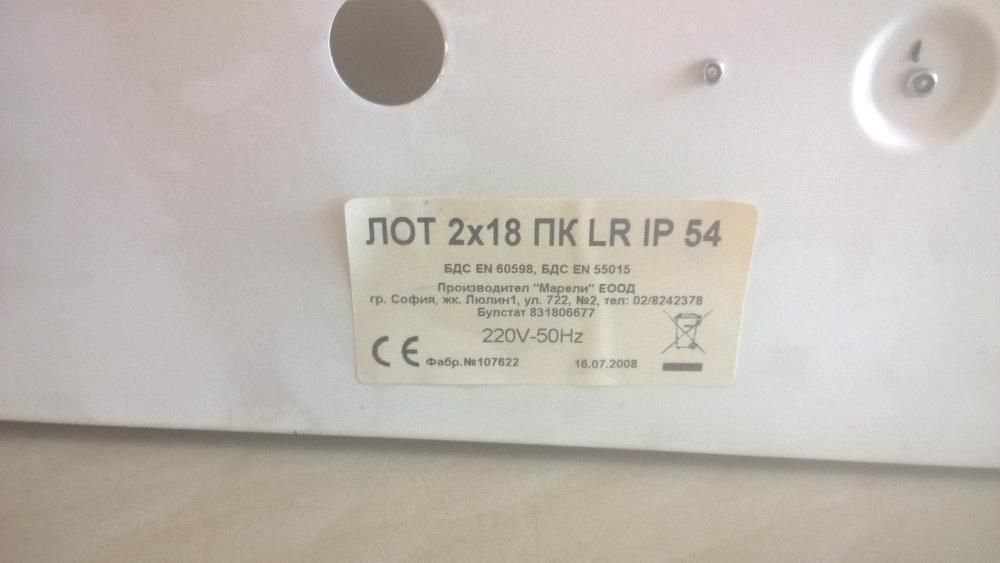 ЛОТ 2x18 ПК LR IP 54
БДС EN 60598, БДС EN 55015
Производител "Марели" ЕООД
гр. София, жк. Люлин1, ул. 722, №2, тел: 02/8242378
Булстат 831806677
220V-50Hz
CE Фабр.№107622 16.07.2008